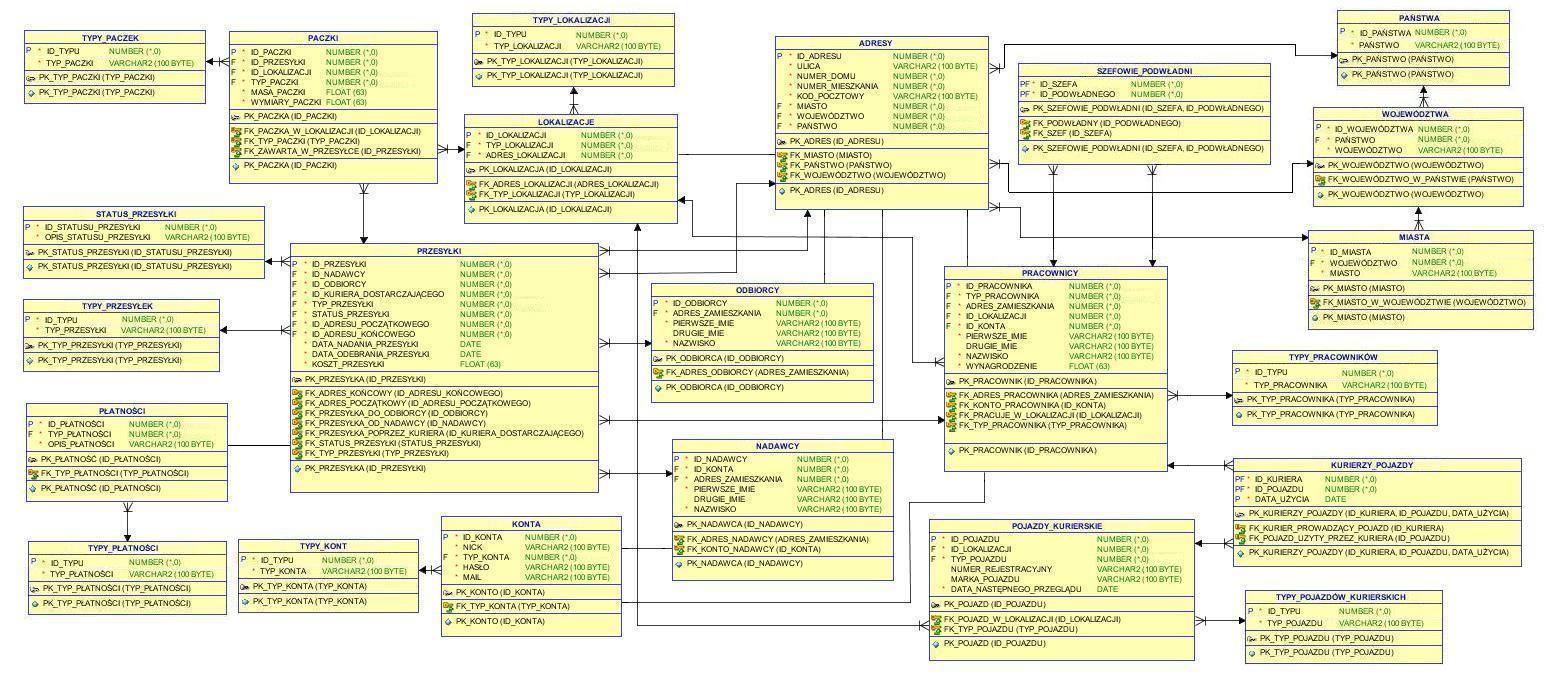 TYPY_PACZEK
P * ID_TYPU NUMBER (*,0)
* TYP_PACZKI VARCHAR2 (100 BYTE)
PK_TYP_PACZKI (TYP_PACZKI)
PK_TYP_PACZKI (TYP_PACZKI)
PACZKI
P * ID_PACZKI NUMBER (*,0)
F * ID_PRZESYŁKI NUMBER (*,0)
F * ID_LOKALIZACJI NUMBER (*,0)
F * TYP_PACZKI NUMBER (*,0)
* MASA_PACZKI FLOAT (63)
* WYMIARY_PACZKI FLOAT (63)
PK_PACZKA (ID_PACZKI)
FK_PACZKA_W_LOKALIZACJI (ID_LOKALIZACJI)
FK_TYP_PACZKI (TYP_PACZKI)
FK_ZAWARTA_W_PRZESYŁCE (ID_PRZESYŁKI)
PK_PACZKA (ID_PACZKI)
TYPY_LOKALIZACJI
P * ID_TYPU NUMBER (*,0)
* TYP_LOKALIZACJI VARCHAR2 (100 BYTE)
PK_TYP_LOKALIZACJI (TYP_LOKALIZACJI)
PK_TYP_LOKALIZACJI (TYP_LOKALIZACJI)
LOKALIZACJE
P * ID_LOKALIZACJI NUMBER (*,0)
F * TYP_LOKALIZACJI NUMBER (*,0)
F * ADRES_LOKALIZACJI NUMBER (*,0)
PK_LOKALIZACJA (ID_LOKALIZACJI)
FK_ADRES_LOKALIZACJI (ADRES_LOKALIZACJI)
FK_TYP_LOKALIZACJI (TYP_LOKALIZACJI)
PK_LOKALIZACJA (ID_LOKALIZACJI)
ADRESY
P * ID_ADRESU NUMBER (*,0)
* ULICA VARCHAR2 (100 BYTE)
* NUMER_DOMU NUMBER (*,0)
* NUMER_MIESZKANIA NUMBER (*,0)
* KOD_POCZTOWY VARCHAR2 (100 BYTE)
F * MIASTO NUMBER (*,0)
F * WOJEWÓDZTWO NUMBER (*,0)
F * PAŃSTWO NUMBER (*,0)
PK_ADRES (ID_ADRESU)
FK_MIASTO (MIASTO)
FK_PAŃSTWO (PAŃSTWO)
FK_WOJEWÓDZTWO (WOJEWÓDZTWO)
PK_ADRES (ID_ADRESU)
SZEFOWIE_PODWŁADNI
PF * ID_SZEFA NUMBER (*,0)
PF * ID_PODWŁADNEGO NUMBER (*,0)
PK_SZEFOWIE_PODWŁADNI (ID_SZEFA, ID_PODWŁADNEGO)
FK_PODWŁADNY (ID_PODWŁADNEGO)
FK_SZEF (ID_SZEFA)
PK_SZEFOWIE_PODWŁADNI (ID_SZEFA, ID_PODWŁADNEGO)
PAŃSTWA
P * ID_PAŃSTWA NUMBER (*,0)
* PAŃSTWO VARCHAR2 (100 BYTE)
PK_PAŃSTWO (PAŃSTWO)
PK_PAŃSTWO (PAŃSTWO)
WOJEWÓDZTWA
P * ID_WOJEWÓDZTWA NUMBER (*,0)
F * PAŃSTWO NUMBER (*,0)
* WOJEWÓDZTWO VARCHAR2 (100 BYTE)
PK_WOJEWÓDZTWO (WOJEWÓDZTWO)
FK_WOJEWÓDZTWO_W_PAŃSTWIE (PAŃSTWO)
PK_WOJEWÓDZTWO (WOJEWÓDZTWO)
MIASTA
P * ID_MIASTA NUMBER (*,0)
F * WOJEWÓDZTWO NUMBER (*,0)
* MIASTO VARCHAR2 (100 BYTE)
PK_MIASTO (MIASTO)
FK_MIASTO_W_WOJEWÓDZTWIE (WOJEWÓDZTWO)
PK_MIASTO (MIASTO)
STATUS_PRZESYŁKI
P * ID_STATUSU_PRZESYŁKI NUMBER (*,0)
* OPIS_STATUSU_PRZESYŁKI VARCHAR2 (100 BYTE)
PK_STATUS_PRZESYŁKI (ID_STATUSU_PRZESYŁKI)
PK_STATUS_PRZESYŁKI (ID_STATUSU_PRZESYŁKI)
TYPY_PRZESYŁEK
P * ID_TYPU NUMBER (*,0)
* TYP_PRZESYŁKI VARCHAR2 (100 BYTE)
PK_TYP_PRZESYŁKI (TYP_PRZESYŁKI)
PK_TYP_PRZESYŁKI (TYP_PRZESYŁKI)
PRZESYŁKI
P * ID_PRZESYŁKI NUMBER (*,0)
F * ID_NADAWCY NUMBER (*,0)
F * ID_ODBIORCY NUMBER (*,0)
F * ID_KURIERA_DOSTARCZAJĄCEGO NUMBER (*,0)
F * TYP_PRZESYŁKI NUMBER (*,0)
F * STATUS_PRZESYŁKI NUMBER (*,0)
F * ID_ADRESU_POCZĄTKOWEGO NUMBER (*,0)
F * ID_ADRESU_KOŃCOWEGO NUMBER (*,0)
* DATA_NADANIA_PRZESYŁKI DATE
* DATA_ODEBRANIA_PRZESYŁKI DATE
* KOSZT_PRZESYŁKI FLOAT (63)
PK_PRZESYŁKA (ID_PRZESYŁKI)
FK_ADRES_KOŃCOWY (ID_ADRESU_KOŃCOWEGO)
FK_ADRES_POCZĄTKOWY (ID_ADRESU_POCZĄTKOWEGO)
FK_PRZESYŁKA_DO_ODBIORCY (ID_ODBIORCY)
FK_PRZESYŁKA_OD_NADAWCY (ID_NADAWCY)
FK_PRZESYŁKA_POPRZEZ_KURIERA (ID_KURIERA_DOSTARCZAJĄCEGO)
FK_STATUS_PRZESYŁKI (STATUS_PRZESYŁKI)
FK_TYP_PRZESYŁKI (TYP_PRZESYŁKI)
PK_PRZESYŁKA (ID_PRZESYŁKI)
ODBIORCY
P * ID_ODBIORCY NUMBER (*,0)
F * ADRES_ZAMIESZKANIA NUMBER (*,0)
* PIERWSZE_IMIE VARCHAR2 (100 BYTE)
DRUGIE_IMIE VARCHAR2 (100 BYTE)
* NAZWISKO VARCHAR2 (100 BYTE)
PK_ODBIORCA (ID_ODBIORCY)
FK_ADRES_ODBIORCY (ADRES_ZAMIESZKANIA)
PK_ODBIORCA (ID_ODBIORCY)
PRACOWNICY
P * ID_PRACOWNIKA NUMBER (*,0)
F * TYP_PRACOWNIKA NUMBER (*,0)
F * ADRES_ZAMIESZKANIA NUMBER (*,0)
F * ID_LOKALIZACJI NUMBER (*,0)
F * ID_KONTA NUMBER (*,0)
* PIERWSZE_IMIE VARCHAR2 (100 BYTE)
DRUGIE_IMIE VARCHAR2 (100 BYTE)
* NAZWISKO VARCHAR2 (100 BYTE)
* WYNAGRODZENIE FLOAT (63)
PK_PRACOWNIK (ID_PRACOWNIKA)
FK_ADRES_PRACOWNIKA (ADRES_ZAMIESZKANIA)
FK_KONTO_PRACOWNIKA (ID_KONTA)
FK_PRACUJE_W_LOKALIZACJI (ID_LOKALIZACJI)
FK_TYP_PRACOWNIKA (TYP_PRACOWNIKA)
PK_PRACOWNIK (ID_PRACOWNIKA)
TYPY_PRACOWNIKÓW
P * ID_TYPU NUMBER (*,0)
* TYP_PRACOWNIKA VARCHAR2 (100 BYTE)
PK_TYP_PRACOWNIKA (TYP_PRACOWNIKA)
PK_TYP_PRACOWNIKA (TYP_PRACOWNIKA)
PŁATNOŚCI
P * ID_PŁATNOŚCI NUMBER (*,0)
F * TYP_PŁATNOŚCI NUMBER (*,0)
* OPIS_PŁATNOŚCI VARCHAR2 (100 BYTE)
PK_PŁATNOŚĆ (ID_PŁATNOŚCI)
FK_TYP_PŁATNOŚCI (TYP_PŁATNOŚCI)
PK_PŁATNOŚĆ (ID_PŁATNOŚCI)
TYPY_PŁATNOŚCI
P * ID_TYPU NUMBER (*,0)
* TYP_PŁATNOŚCI VARCHAR2 (100 BYTE)
PK_TYP_PŁATNOŚCI (TYP_PŁATNOŚCI)
PK_TYP_PŁATNOŚCI (TYP_PŁATNOŚCI)
TYPY_KONT
P * ID_TYPU NUMBER (*,0)
* TYP_KONTA VARCHAR2 (100 BYTE)
PK_TYP_KONTA (TYP_KONTA)
PK_TYP_KONTA (TYP_KONTA)
KONTA
P * ID_KONTA NUMBER (*,0)
* NICK VARCHAR2 (100 BYTE)
F * TYP_KONTA NUMBER (*,0)
* HASŁO VARCHAR2 (100 BYTE)
* MAIL VARCHAR2 (100 BYTE)
PK_KONTO (ID_KONTA)
FK_TYP_KONTA (TYP_KONTA)
PK_KONTO (ID_KONTA)
NADAWCY
P * ID_NADAWCY NUMBER (*,0)
F * ID_KONTA NUMBER (*,0)
F * ADRES_ZAMIESZKANIA NUMBER (*,0)
* PIERWSZE_IMIE VARCHAR2 (100 BYTE)
DRUGIE_IMIE VARCHAR2 (100 BYTE)
* NAZWISKO VARCHAR2 (100 BYTE)
PK_NADAWCA (ID_NADAWCY)
FK_ADRES_NADAWCY (ADRES_ZAMIESZKANIA)
FK_KONTO_NADAWCY (ID_KONTA)
PK_NADAWCA (ID_NADAWCY)
KURIERZY_POJAZDY
PF * ID_KURIERA NUMBER (*,0)
PF * ID_POJAZDU NUMBER (*,0)
P * DATA_UŻYCIA DATE
PK_KURIERZY_POJAZDY (ID_KURIERA, ID_POJAZDU, DATA_UŻYCIA)
FK_KURIER_PROWADZĄCY_POJAZD (ID_KURIERA)
FK_POJAZD_UŻYTY_PRZEZ_KURIERA (ID_POJAZDU)
PK_KURIERZY_POJAZDY (ID_KURIERA, ID_POJAZDU, DATA_UŻYCIA)
POJAZDY_KURIERSKIE
P * ID_POJAZDU NUMBER (*,0)
F * ID_LOKALIZACJI NUMBER (*,0)
F * TYP_POJAZDU NUMBER (*,0)
NUMER_REJESTRACYJNY VARCHAR2 (100 BYTE)
MARKA_POJAZDU VARCHAR2 (100 BYTE)
* DATA_NASTĘPNEGO_PRZEGLĄDU DATE
PK_POJAZD (ID_POJAZDU)
FK_POJAZD_W_LOKALIZACJI (ID_LOKALIZACJI)
FK_TYP_POJAZDU (TYP_POJAZDU)
PK_POJAZD (ID_POJAZDU)
TYPY_POJAZDÓW_KURIERSKICH
P * ID_TYPU NUMBER (*,0)
* TYP_POJAZDU VARCHAR2 (100 BYTE)
PK_TYP_POJAZDU (TYP_POJAZDU)
PK_TYP_POJAZDU (TYP_POJAZDU)